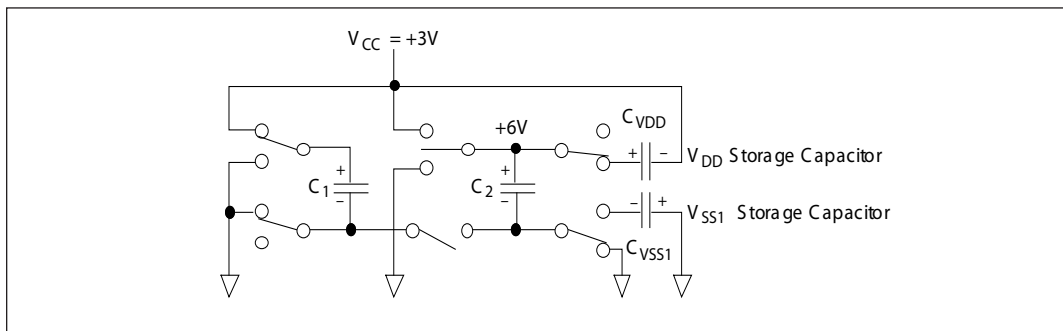 V CC = +3V
+6V
C VDD
+ –
V DD Storage Capacitor
+
C 1
–
+
C 2
–
– +
V SS1 Storage Capacitor
C VSS1